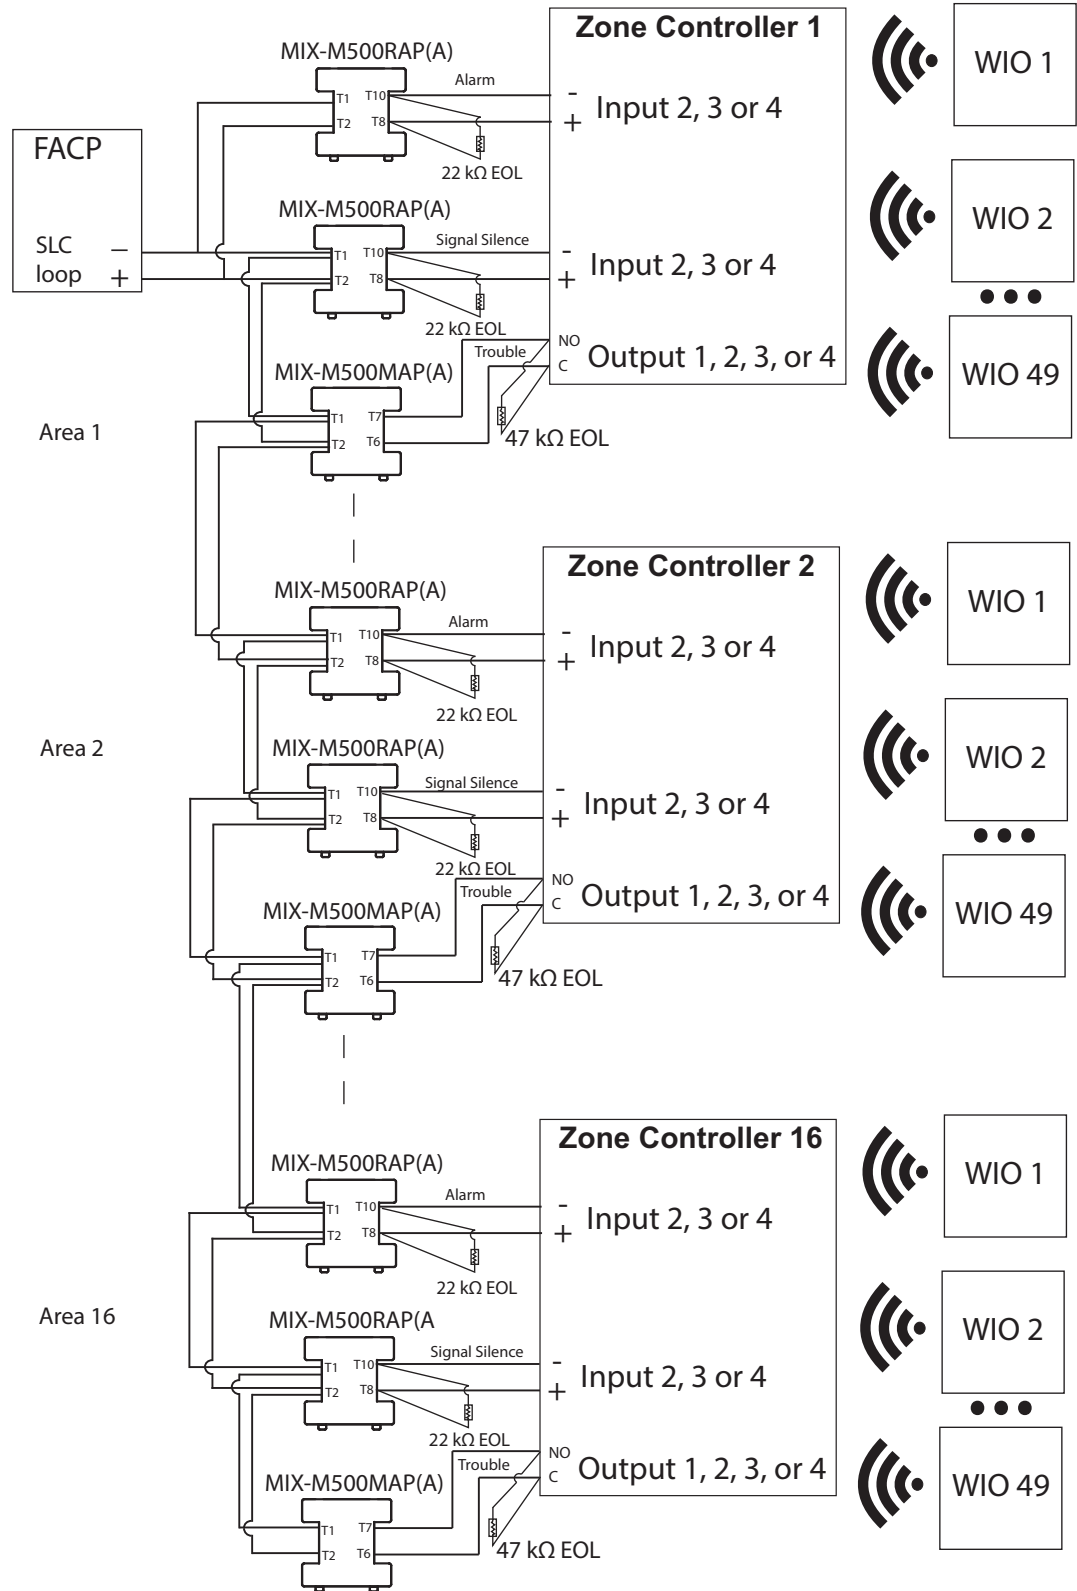 Zone Controller 1
MIX-M500RAP(A)
WIO 1
Alarm
T1
T10
-
Input 2, 3 or 4
T2
T8
+
FACP
22 kΩ EOL
MIX-M500RAP(A)
WIO 2
SLC −
loop +
Signal Silence
T1
T10
-
Input 2, 3 or 4
T2
T8
+
22 kΩ EOL
NO
Trouble
C
Output 1, 2, 3, or 4
MIX-M500MAP(A)
WIO 49
T1
T7
T2
T6
47 kΩ EOL
Area 1
Zone Controller 2
MIX-M500RAP(A)
WIO 1
Alarm
T1
T10
-
Input 2, 3 or 4
T2
T8
+
22 kΩ EOL
Area 2
MIX-M500RAP(A)
WIO 2
Signal Silence
T1
T10
-
Input 2, 3 or 4
T2
T8
+
22 kΩ EOL
NO
Trouble
C
Output 1, 2, 3, or 4
MIX-M500MAP(A)
WIO 49
T1
T7
T2
T6
47 kΩ EOL
Zone Controller 16
MIX-M500RAP(A)
WIO 1
Alarm
T1
T10
-
Input 2, 3 or 4
T2
T8
+
22 kΩ EOL
Area 16
MIX-M500RAP(A
WIO 2
Signal Silence
T1
T10
-
Input 2, 3 or 4
T2
T8
+
22 kΩ EOL
NO
Trouble
C
Output 1, 2, 3, or 4
MIX-M500MAP(A)
WIO 49
T1
T7
T2
T6
47 kΩ EOL